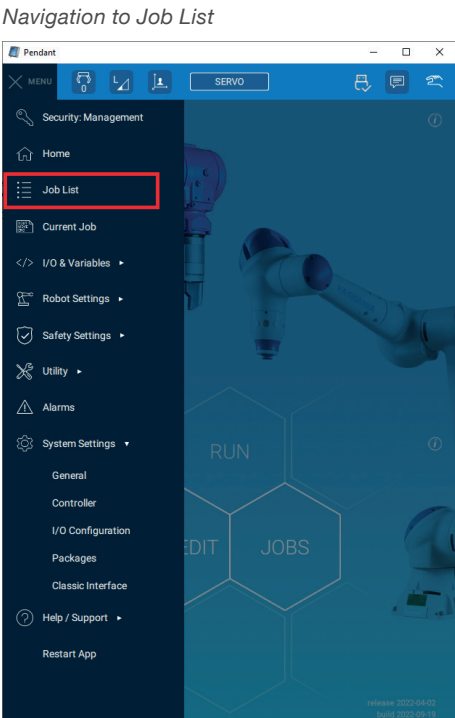 Navigation to Job List
Pendant
MENU
0
L
SERVO
Security: Management
Home
Job List
Current Job
</> I/O & Variables
Robot Settings
Safety Settings
Utility
Alarms
System Settings
General
Controller
I/O Configuration
Packages
Classic Interface
Help / Support
Restart App
RUN
EDIT
JOBS
release 2022-04-02
build 2022-09-19